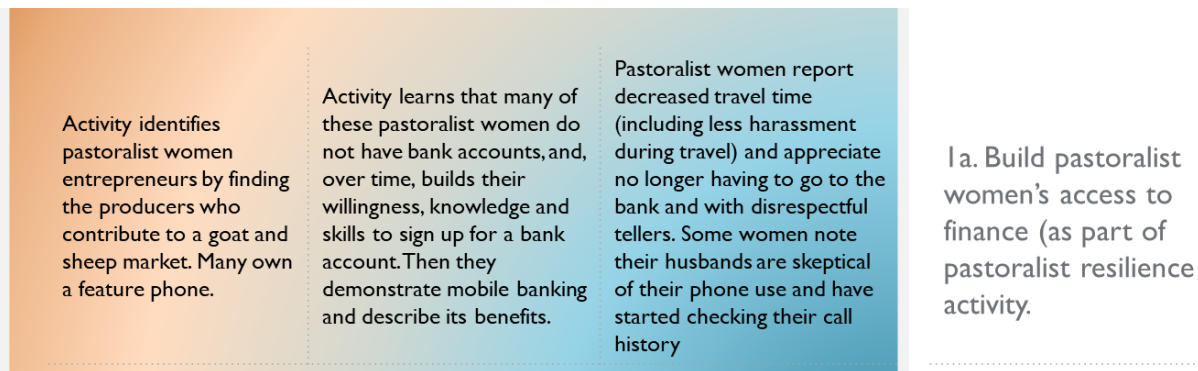 Activity identifies
pastoralist women
entrepreneurs by finding
the producers who
contribute to a goat and
sheep market. Many own
a feature phone.
Activity learns that many of
these pastoralist women do
not have bank accounts, and,
over time, builds their
willingness, knowledge and
skills to sign up for a bank
account. Then they
demonstrate mobile banking
and describe its benefits.
Pastoralist women report
decreased travel time
(including less harassment
during travel) and appreciate
no longer having to go to the
bank and with disrespectful
tellers. Some women note
their husbands are skeptical
of their phone use and have
started checking their call
history
1a. Build pastoralist
women's access to
finance (as part of
pastoralist resilience
activity.